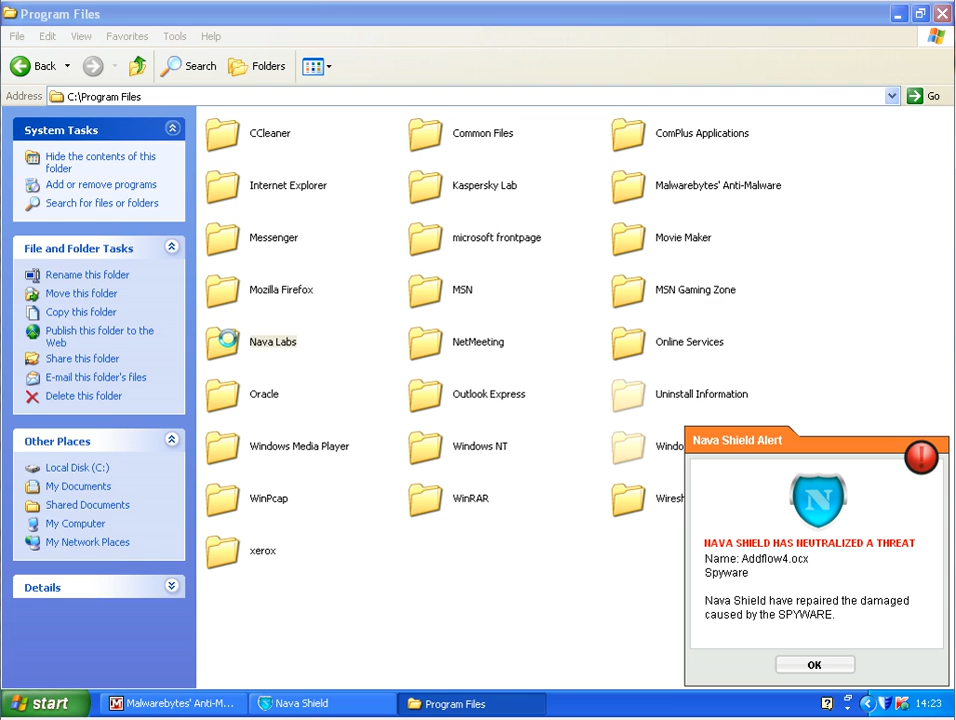 Program Files
File Edit View Favorites Tools Help
Back Search Folders
Address C:\Program Files Go
System Tasks
Hide the contents of this
folder
Add or remove programs
Search for files or folders
File and Folder Tasks
Rename this folder
Move this folder
Copy this folder
Publish this folder to the
Web
Share this folder
E-mail this folder's files
Delete this folder
Other Places
Local Disk (C:)
My Documents
Shared Documents
My Computer
My Network Places
Details
CCleaner Common Files ComPlus Applications
Internet Explorer Kaspersky Lab Malwarebytes' Anti-Malware
Messenger microsoft frontpage Movie Maker
Mozilla Firefox MSN MSN Gaming Zone
Nava Labs NetMeeting Online Services
Oracle Outlook Express Uninstall Information
Windows Media Player Windows NT Windo
WinPcap WinRAR Wiresh
xerox
Nava Shield Alert
N
NAVA SHIELD HAS NEUTRALIZED A THREAT
Name: Addflow4.ocx
Spyware
Nava Shield have repaired the damaged
caused by the SPYWARE.
OK
start Malwarebytes' Anti-M... Nava Shield Program Files 14:23